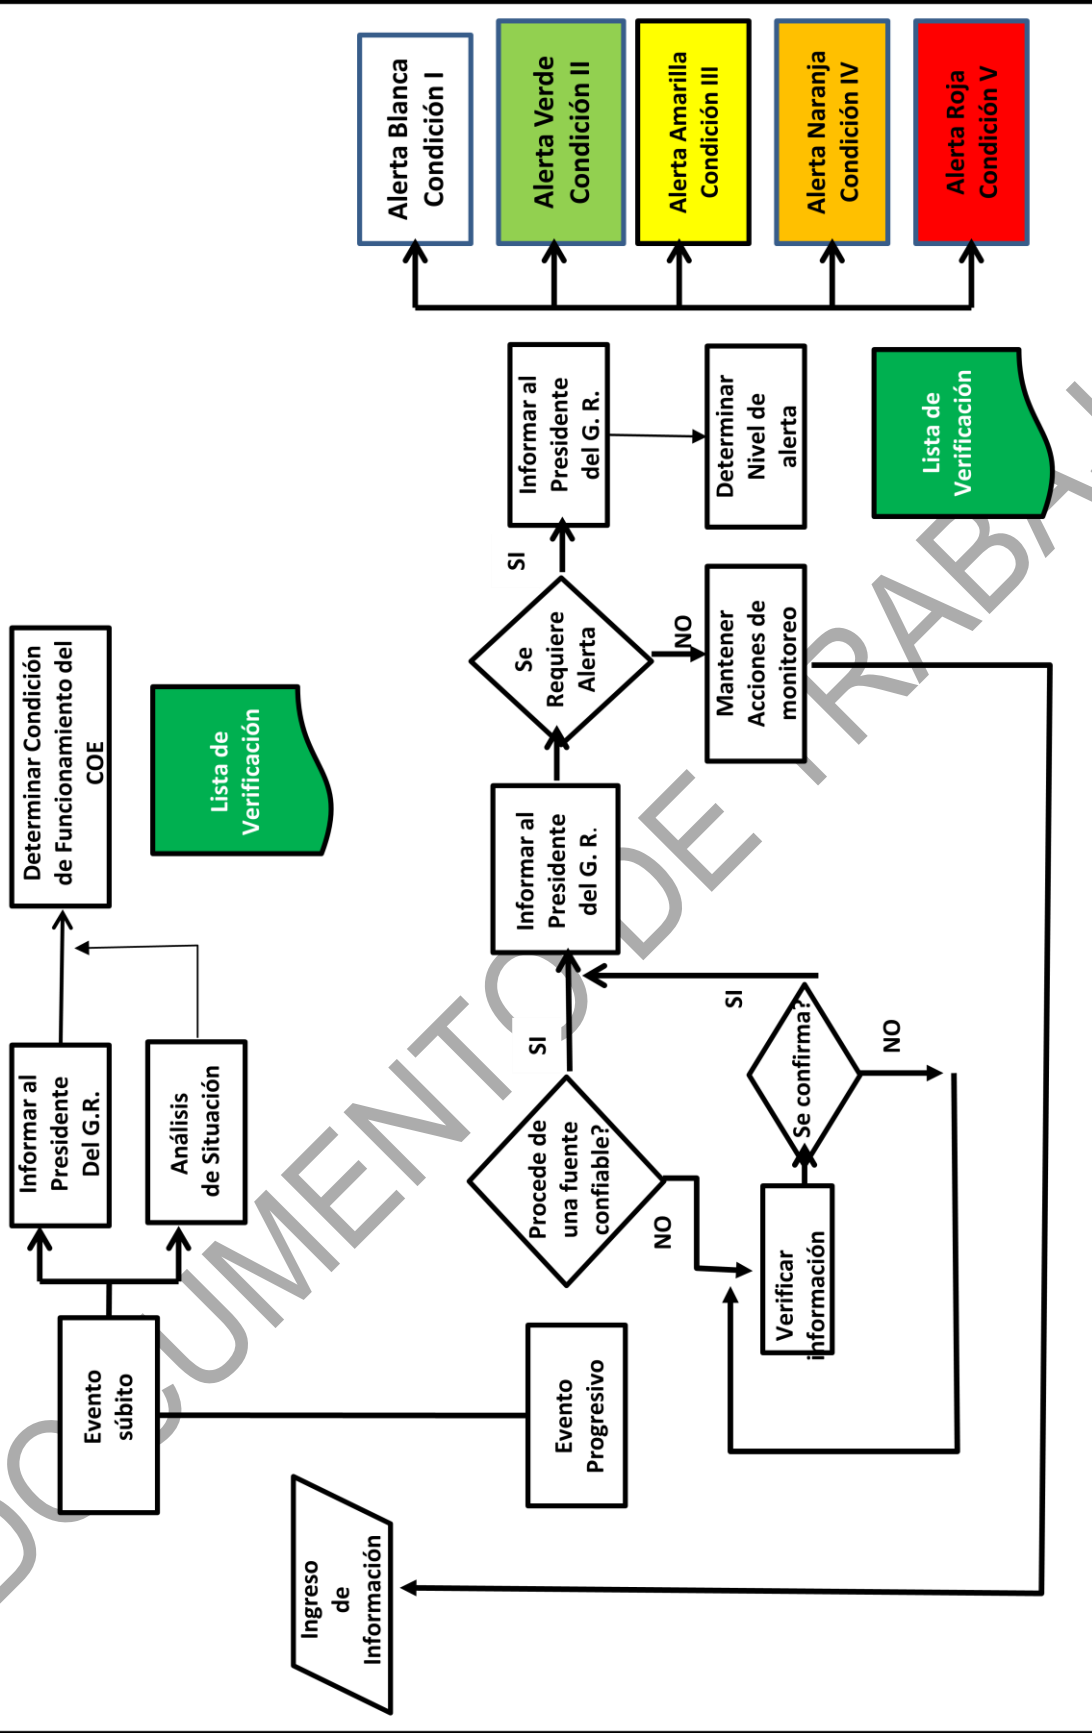 Ingreso
de
Información
Evento
súbito
Informar al
Presidente
Del G.R.
Análisis
de Situación
Determinar Condición
de Funcionamiento del
COE
Lista de
Verificación
Evento
Progresivo
Procede de
una fuente
confiable?
SI
NO
Verificar
información
Se confirma?
SI
NO
Informar al
Presidente
del G. R.
Se
Requiere
Alerta
SI
NO
Mantener
Acciones de
monitoreo
Informar al
Presidente
del G. R.
Determinar
Nivel de
alerta
Lista de
Verificación
Alerta Blanca
Condición I
Alerta Verde
Condición II
Alerta Amarilla
Condición III
Alerta Naranja
Condición IV
Alerta Roja
Condición V
DOCUMENTO DE TRABAJ